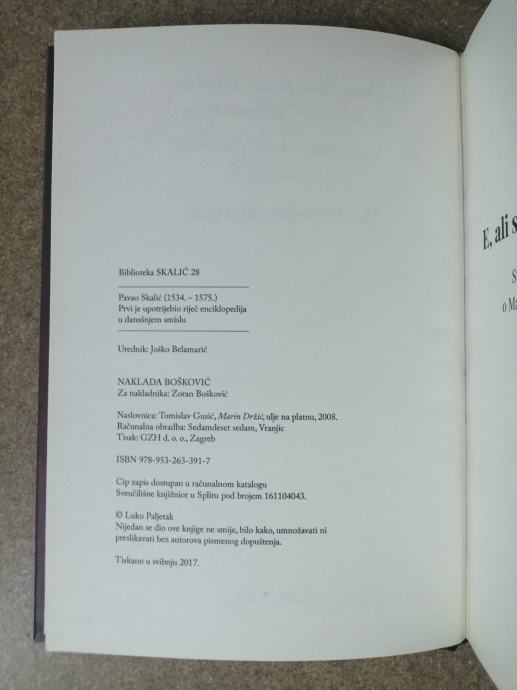 Biblioteka SKALIĆ 28
Pavao Skalić (1534. – 1575.)
Prvi je upotrijebio riječ enciklopedija
u današnjem smislu
Urednik: Joško Belamarić
NAKLADA BOŠKOVIĆ
Za nakladnika: Zoran Bošković
Naslovnica: Tomislav Gusić, Marin Držić, ulje na platnu, 2008.
Računalna obradba: Sedamdeset sedam, Vranjic
Tisak: GZH d. o. o., Zagreb
ISBN 978-953-263-391-7
Cip zapis dostupan u računalnom katalogu
Sveučilišne knjižnice u Splitu pod brojem 161104043.
© Luko Paljetak
Nijedan se dio ove knjige ne smije, bilo kako, umnožavati ni
preslikavati bez autorova pismenog dopuštenja.
Tiskano u svibnju 2017.
E, ali
o